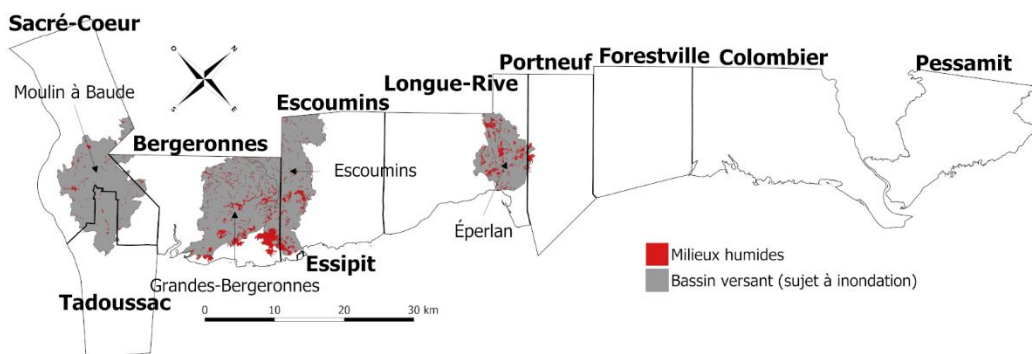 Sacré-Coeur
Portneuf
Forestville
Colombier
Pessamit
Longue-Rive
Moulin à Baude
O
N
S
E
Escoumins
Bergeronnes
Escoumins
Éperlan
Milieux humides
Essipit
Bassin versant (sujet à inondation)
Tadoussac
Grandes-Bergeronnes
0 10 20 30 km